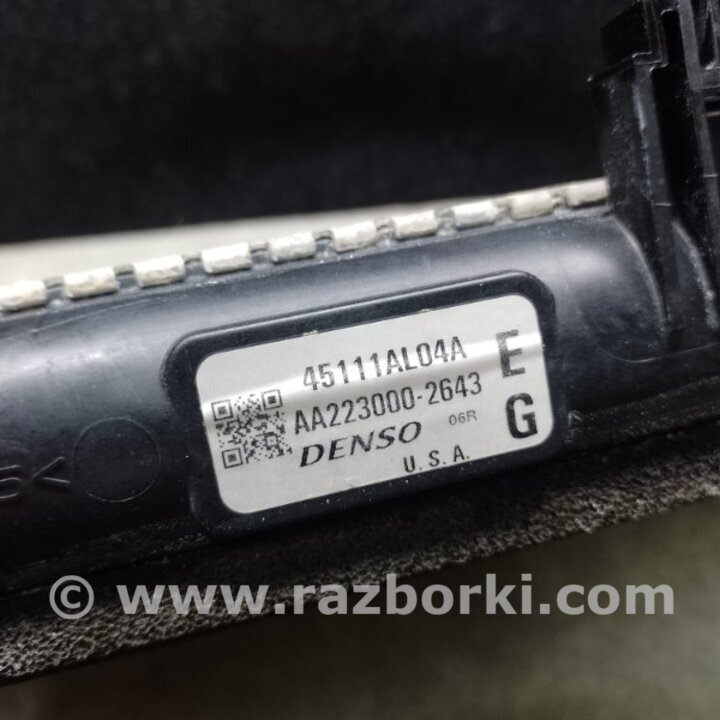 45111AL04A E
AA223000-2643 G
DENSO 06R
U.S.A.
© www.razborki.com